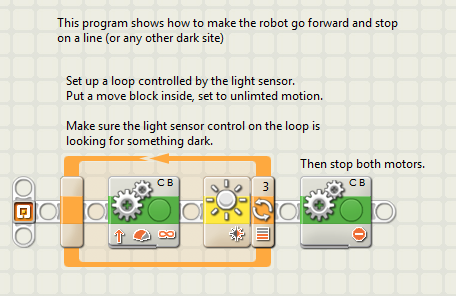 This program shows how to make the robot go forward and stop
on a line (or any other dark site)
Set up a loop controlled by the light sensor.
Put a move block inside, set to unlimted motion.
Make sure the light sensor control on the loop is
looking for something dark.
Then stop both motors.
C B
3
C B